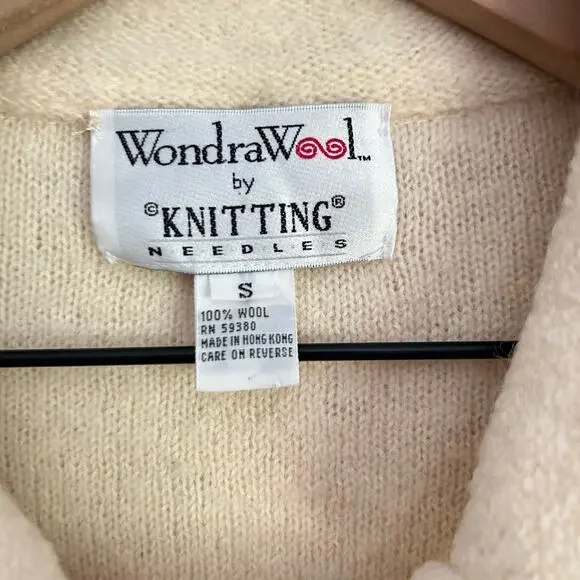 WondraWool™
by
©KNITTING®
NEEDLES
S
100% WOOL
RN 59380
MADE IN HONG KONG
CARE ON REVERSE